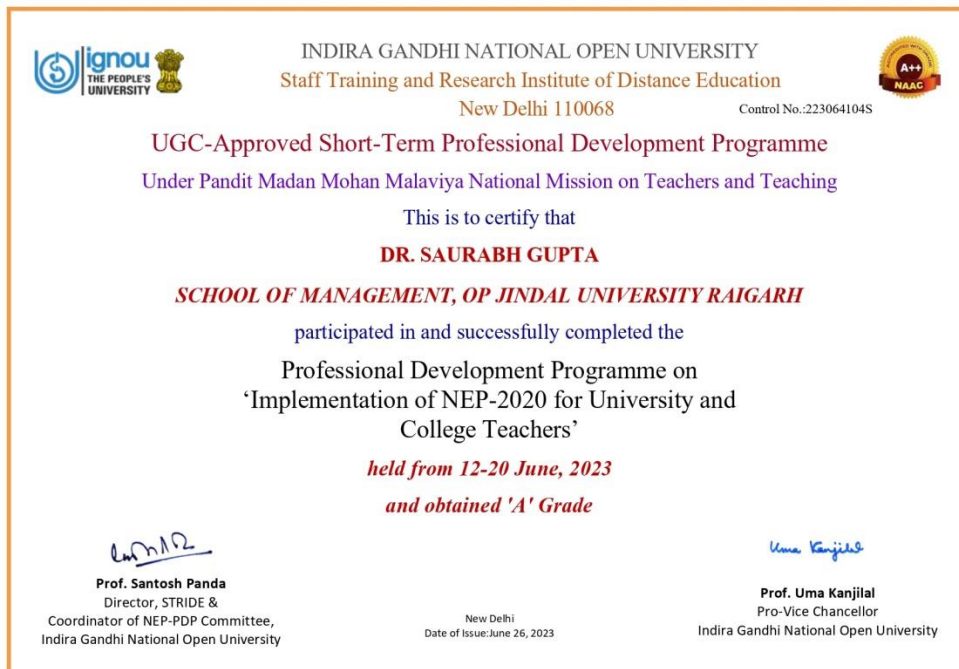 ignou
THE PEOPLE'S
UNIVERSITY
INDIRA GANDHI NATIONAL OPEN UNIVERSITY
Staff Training and Research Institute of Distance Education
New Delhi 110068
Control No.:223064104S
A++
NAAC
UGC-Approved Short-Term Professional Development Programme
Under Pandit Madan Mohan Malaviya National Mission on Teachers and Teaching
This is to certify that
DR. SAURABH GUPTA
SCHOOL OF MANAGEMENT, OP JINDAL UNIVERSITY RAIGARH
participated in and successfully completed the
Professional Development Programme on
‘Implementation of NEP-2020 for University and
College Teachers’
held from 12-20 June, 2023
and obtained 'A' Grade
Prof. Santosh Panda
Director, STRIDE &
Coordinator of NEP-PDP Committee,
Indira Gandhi National Open University
New Delhi
Date of Issue:June 26, 2023
Uma Kanjilal
Prof. Uma Kanjilal
Pro-Vice Chancellor
Indira Gandhi National Open University